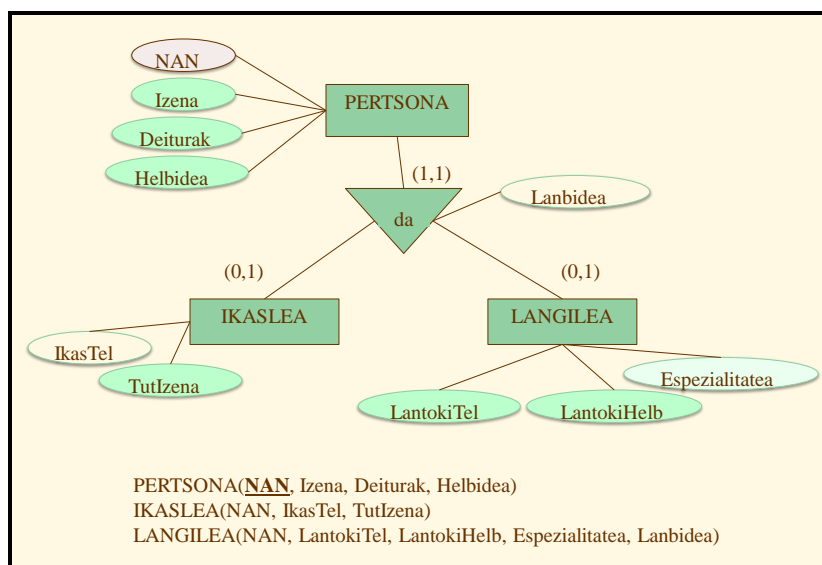 NAN
Izena
PERTSONA
Deiturak
Helbidea
(1,1)
da
Lanbidea
(0,1)
(0,1)
IKASLEA
LANGILEA
IkasTel
TutIzena
Espezialitatea
LantokiTel
LantokiHelb
PERTSONA(NAN, Izena, Deiturak, Helbidea)
IKASLEA(NAN, IkasTel, TutIzena)
LANGILEA(NAN, LantokiTel, LantokiHelb, Espezialitatea, Lanbidea)